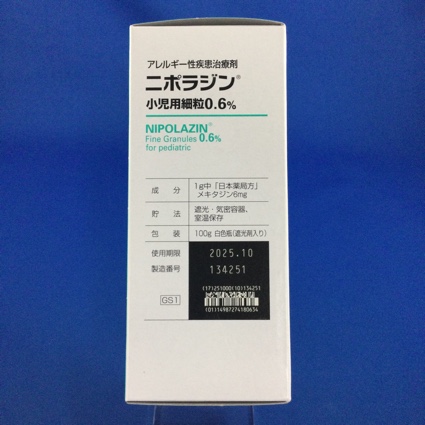 アレルギー性疾患治療剤
ニポラジン®
小児用細粒0.6%
NIPOLAZIN®
Fine Granules 0.6%
for pediatric
成 分 1g中「日本薬局方」
メキタジン6mg
貯 法 遮光・気密容器、
室温保存
包 装 100g 白色瓶(遮光剤入り)
使用期限 2025.10
製造番号 134251
GS1
(17)251000(10)134251
(01)14987274180634